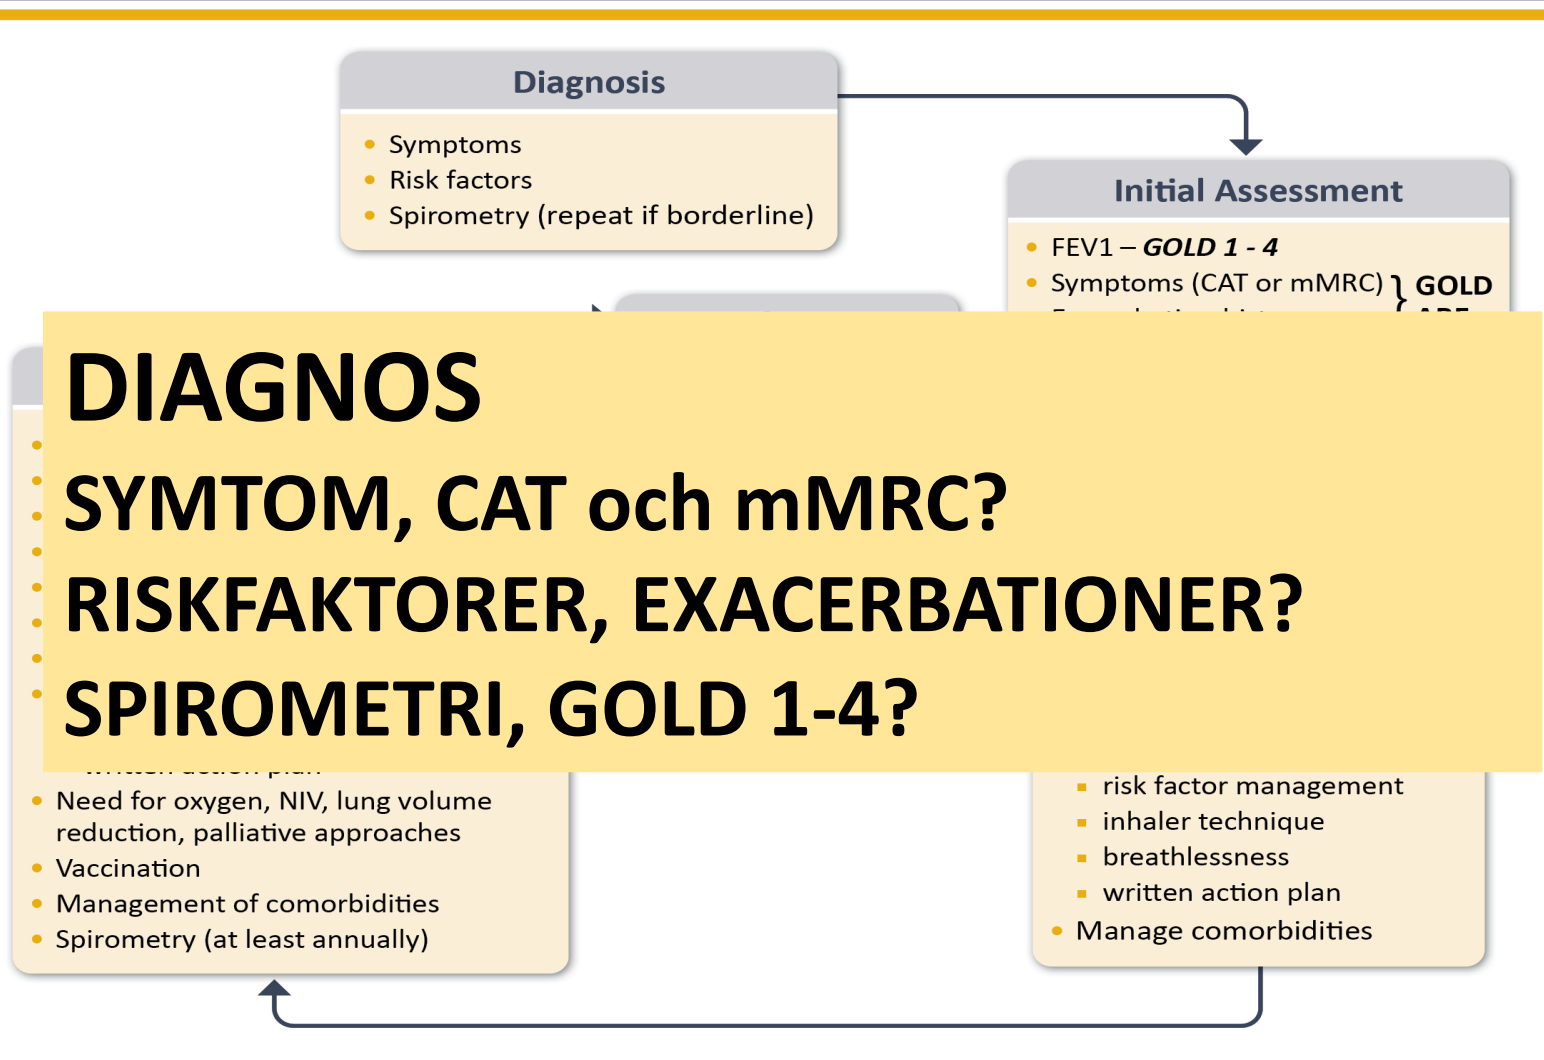 Diagnosis
• Symptoms
• Risk factors
• Spirometry (repeat if borderline)
Initial Assessment
• FEV1 – GOLD 1 - 4
• Symptoms (CAT or mMRC) } GOLD
DIAGNOS
SYMTOM, CAT och mMRC?
RISKFAKTORER, EXACERBATIONER?
SPIROMETRI, GOLD 1-4?
written action plan
• Need for oxygen, NIV, lung volume
reduction, palliative approaches
• Vaccination
• Management of comorbidities
• Spirometry (at least annually)
▪ risk factor management
▪ inhaler technique
▪ breathlessness
▪ written action plan
• Manage comorbidities